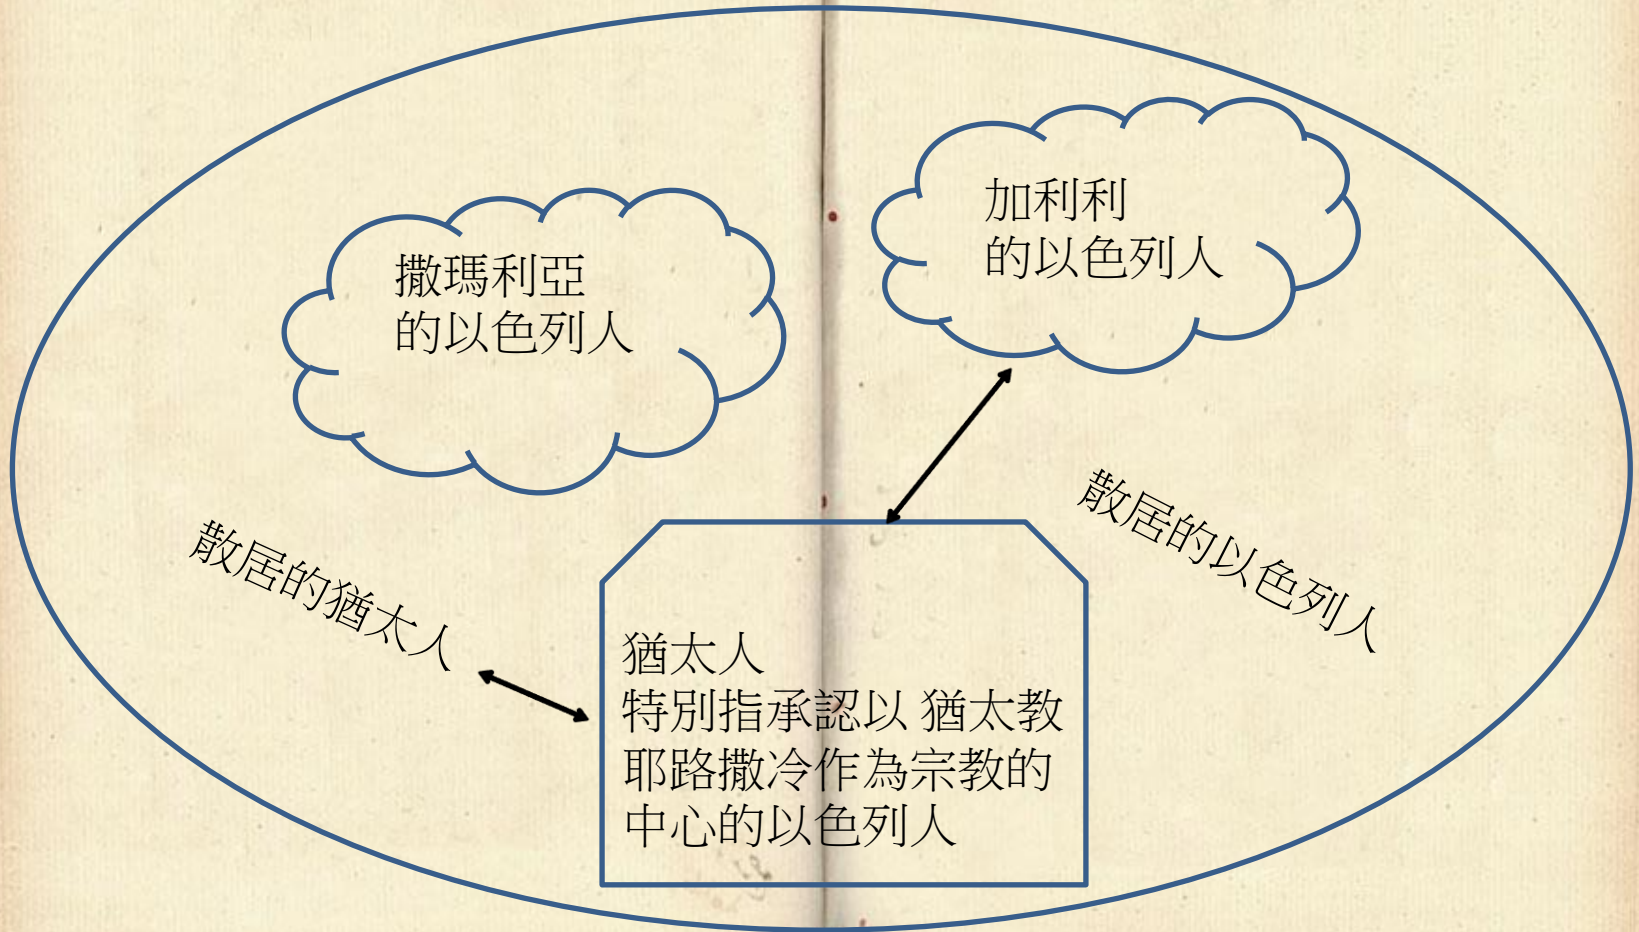 加利利
的以色列人
撒瑪利亞
的以色列人
散居的以色列人
散居的猶太人
猶太人
特別指承認以 猶太教
耶路撒冷作為宗教的
中心的以色列人